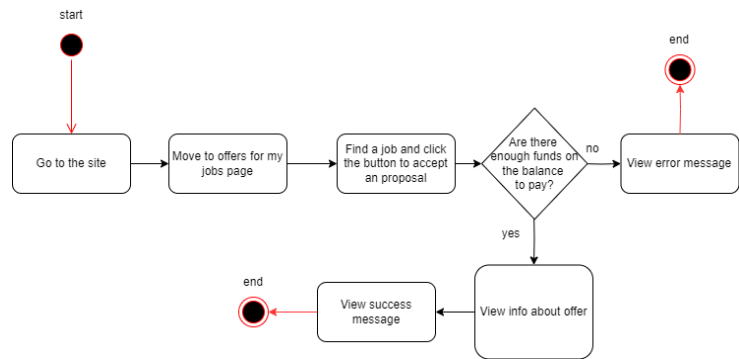 start
end
Go to the site
Move to offers for my
jobs page
Find a job and click
the button to accept
an proposal
Are there
enough funds on
the balance
to pay?
no
View error message
yes
end
View success
message
View info about offer